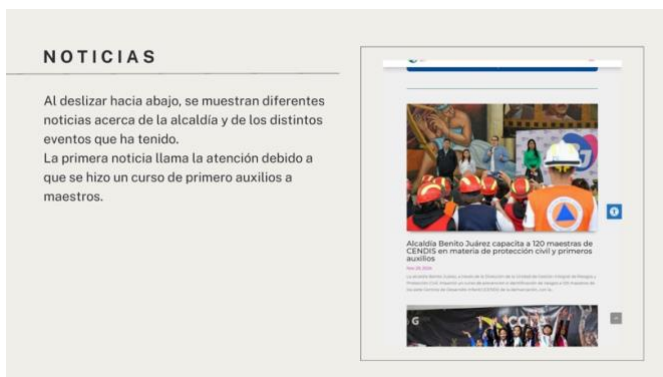 NOTICIAS
Al deslizar hacia abajo, se muestran diferentes
noticias acerca de la alcaldía y de los distintos
eventos que ha tenido.
La primera noticia llama la atención debido a
que se hizo un curso de primero auxilios a
maestros.
Alcaldía Benito Juárez capacita a 120 maestras de
CENDIS en materia de protección civil y primeros
auxilios